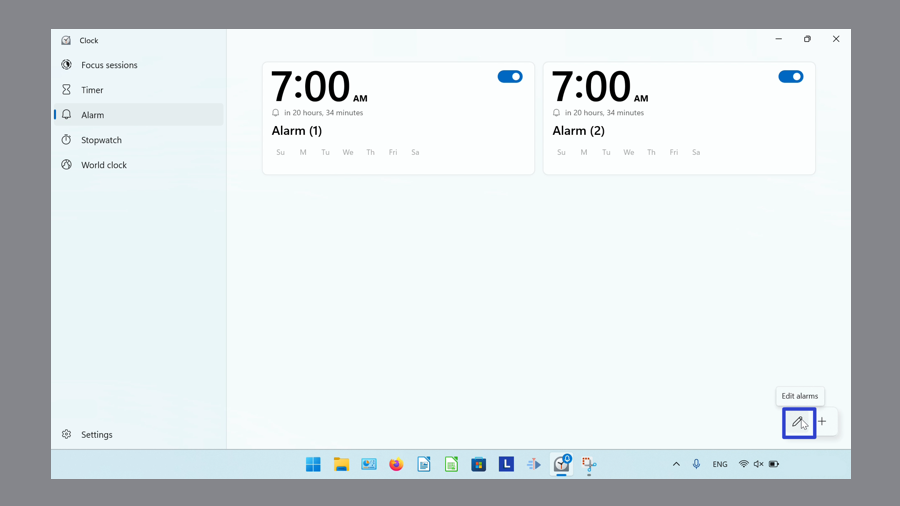 Clock
Focus sessions
Timer
Alarm
Stopwatch
World clock
Settings
7:00 AM
in 20 hours, 34 minutes
Alarm (1)
Su M Tu We Th Fri Sa
7:00 AM
in 20 hours, 34 minutes
Alarm (2)
Su M Tu We Th Fri Sa
Edit alarms
L
ENG